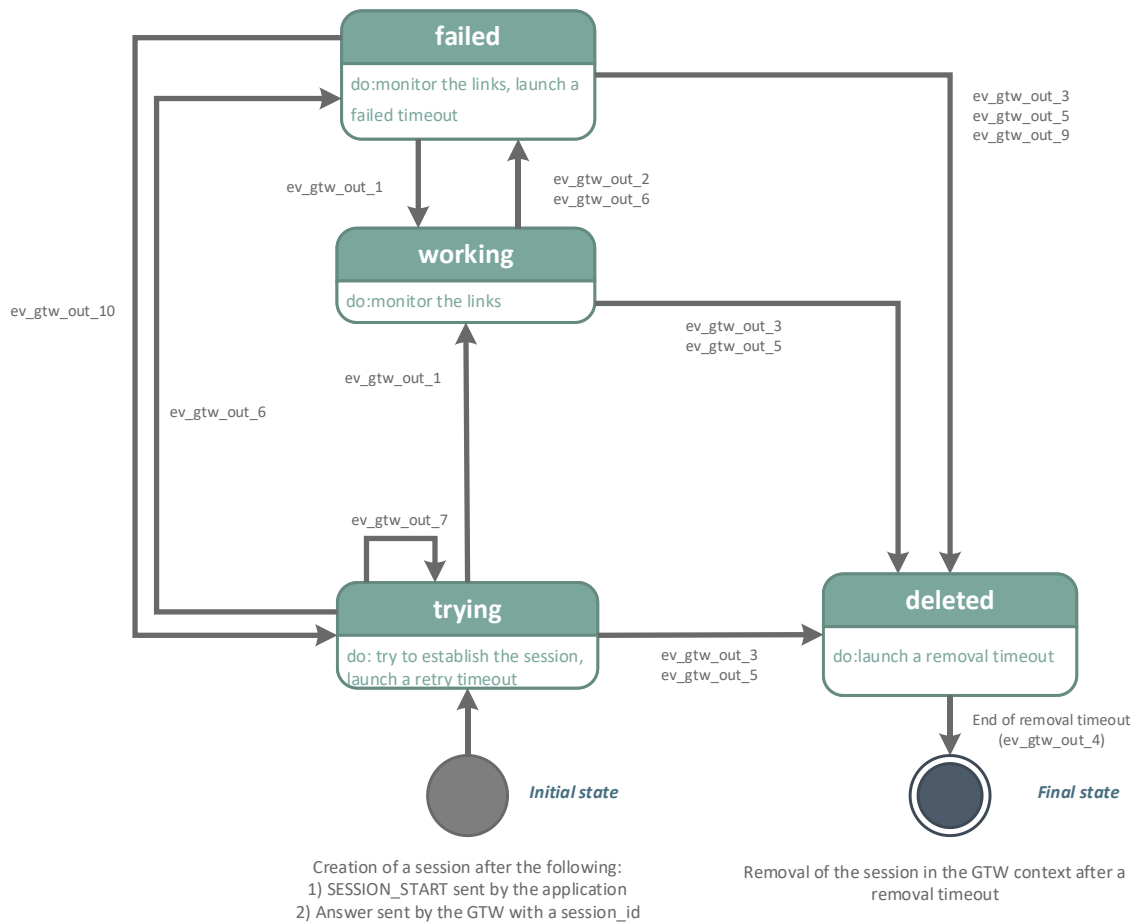 failed
do:monitor the links, launch a
failed timeout
ev_gtw_out_3
ev_gtw_out_5
ev_gtw_out_9
ev_gtw_out_1
ev_gtw_out_2
ev_gtw_out_6
working
do:monitor the links
ev_gtw_out_10
ev_gtw_out_3
ev_gtw_out_5
ev_gtw_out_1
ev_gtw_out_6
ev_gtw_out_7
trying
do: try to establish the session,
launch a retry timeout
deleted
do:launch a removal timeout
ev_gtw_out_3
ev_gtw_out_5
End of removal timeout
(ev_gtw_out_4)
Initial state
Final state
Creation of a session after the following:
1) SESSION_START sent by the application
2) Answer sent by the GTW with a session_id
Removal of the session in the GTW context after a
removal timeout